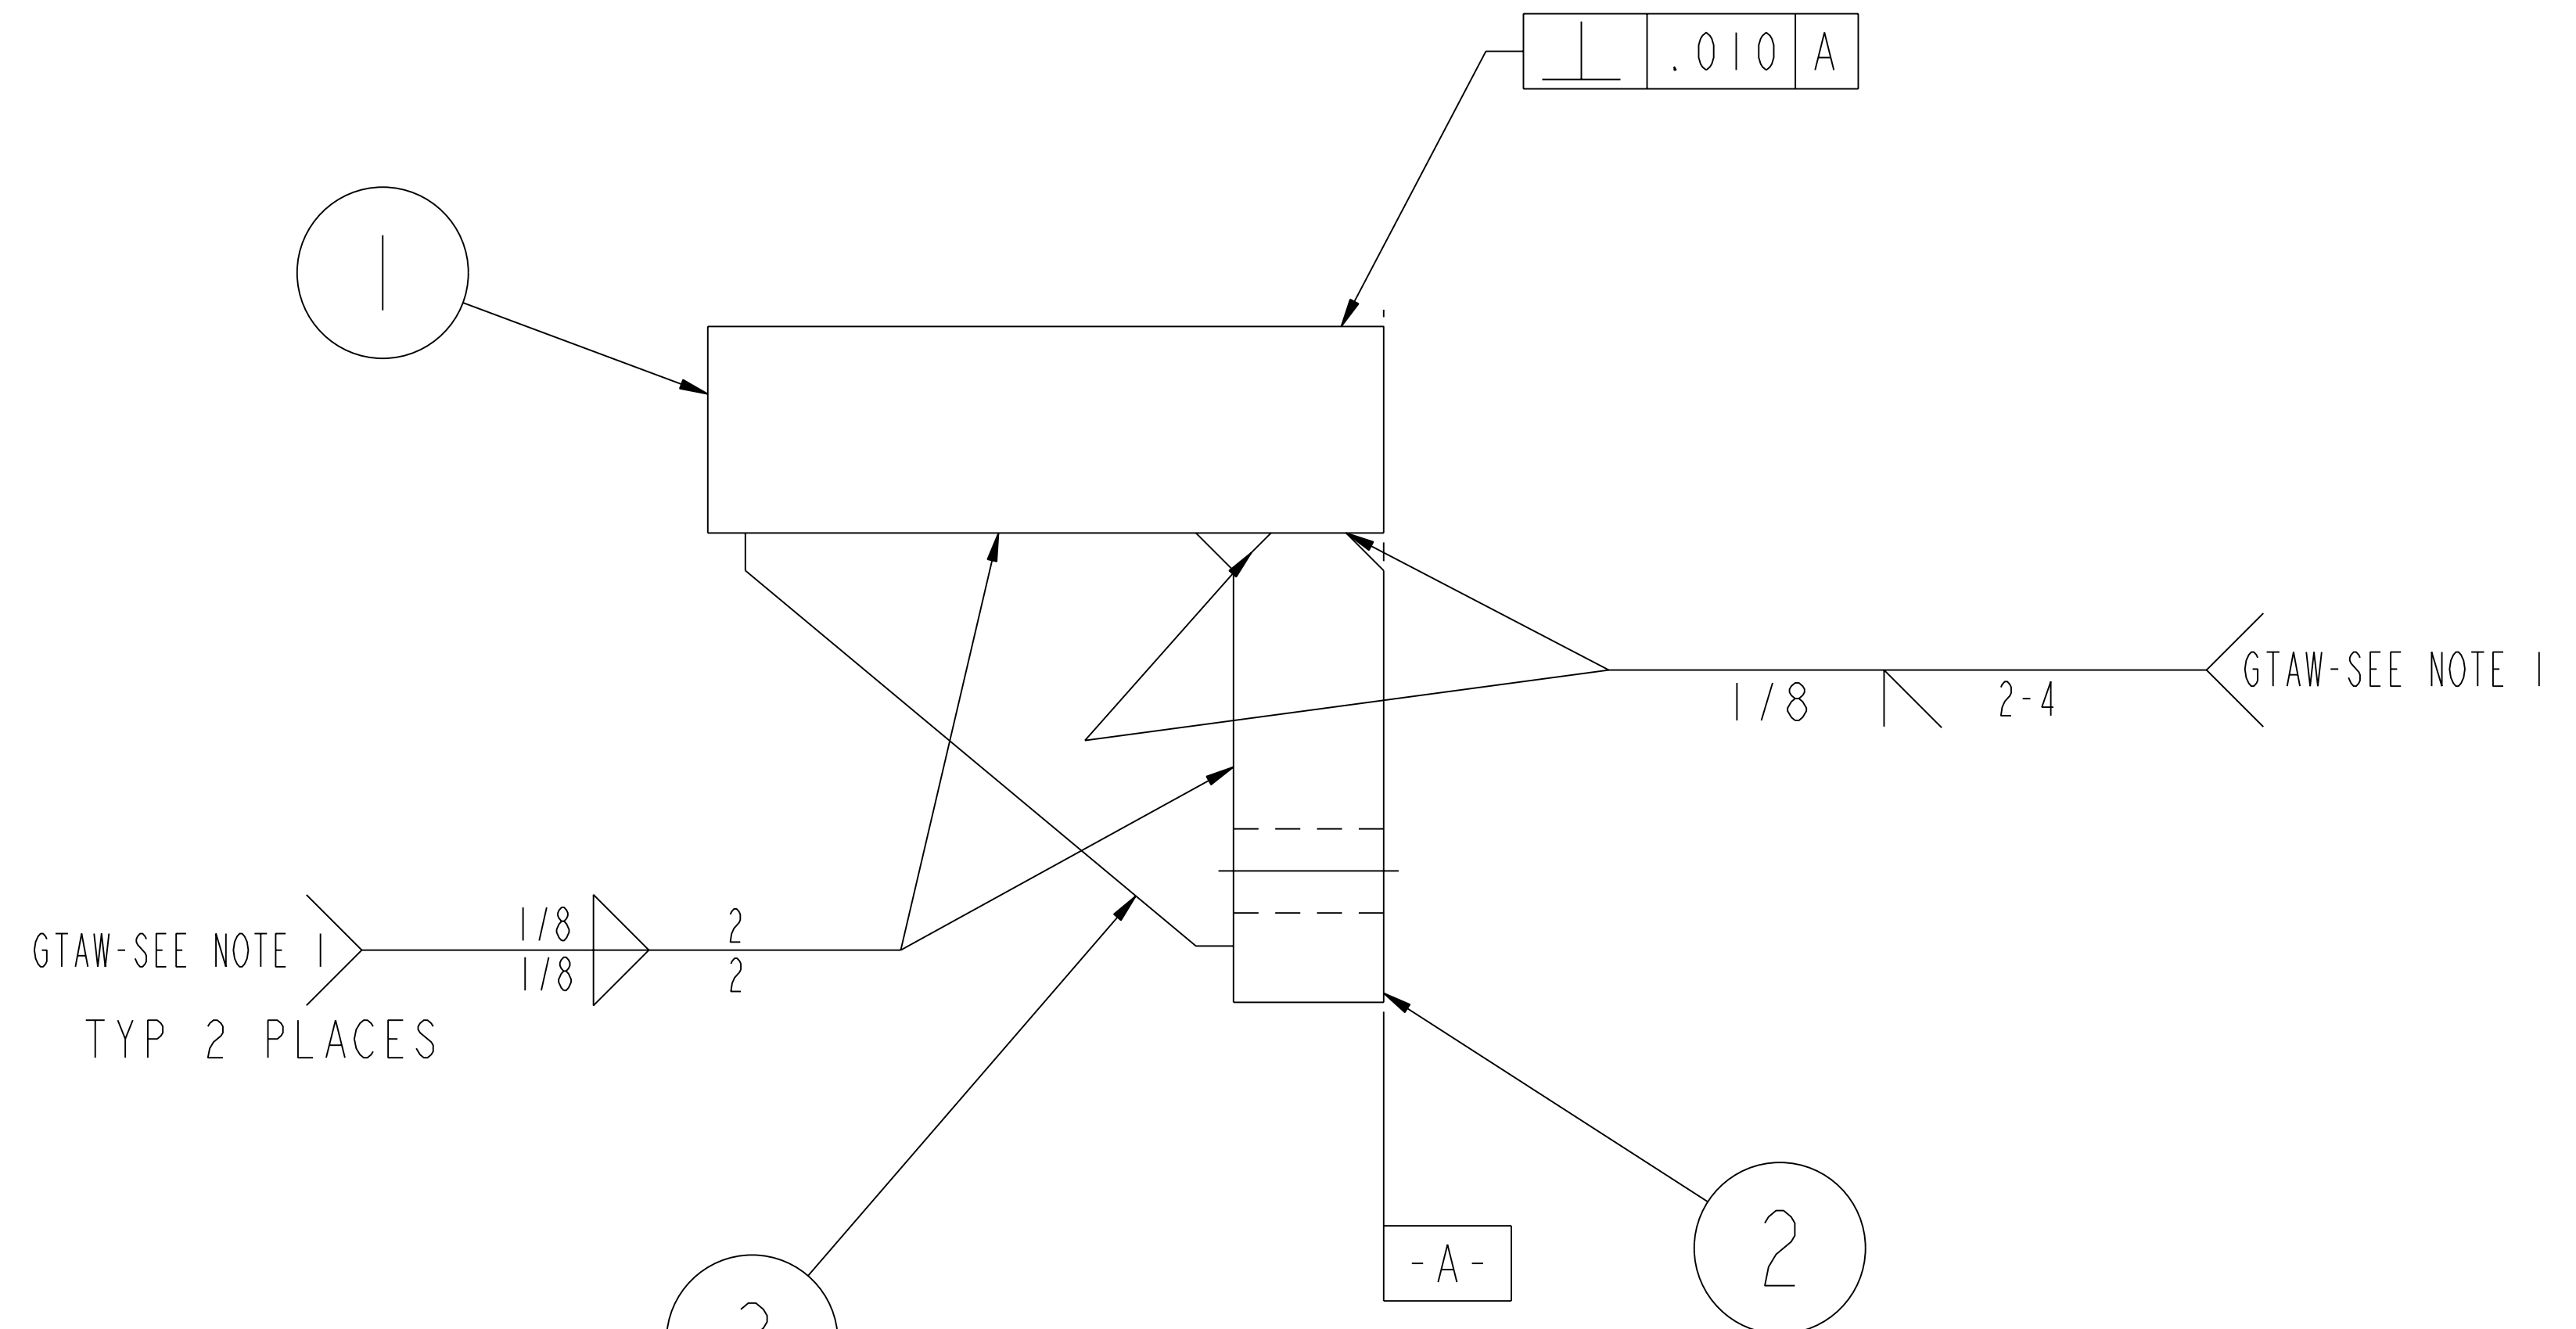 ⊥ .010 A
1
GTAW-SEE NOTE 1
1/8 2-4
1/8 2
GTAW-SEE NOTE 1
1/8 2
TYP 2 PLACES
2
-A-